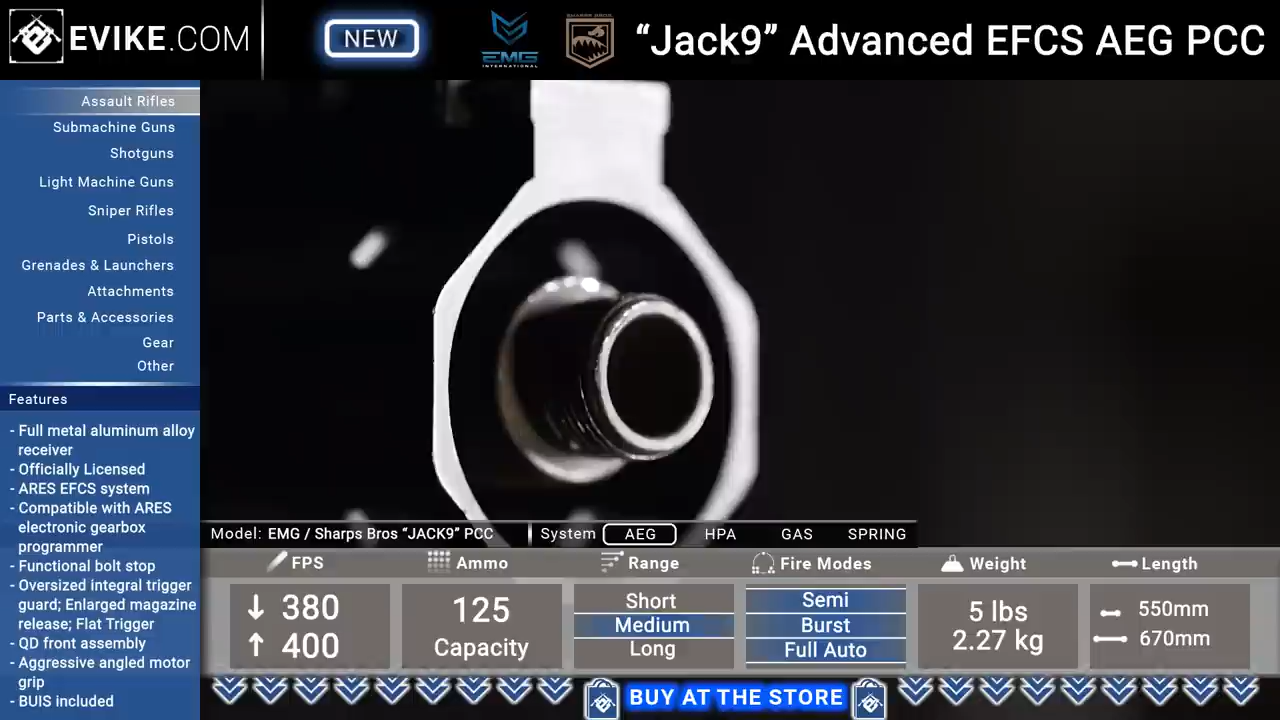 EVIKE.COM
NEW
EMG
INTERNATIONAL
SHARPS BROS
“Jack9” Advanced EFCS AEG PCC
Assault Rifles
Submachine Guns
Shotguns
Light Machine Guns
Sniper Rifles
Pistols
Grenades & Launchers
Attachments
Parts & Accessories
Gear
Other
Features
- Full metal aluminum alloy
receiver
- Officially Licensed
- ARES EFCS system
- Compatible with ARES
electronic gearbox
programmer
- Functional bolt stop
- Oversized integral trigger
guard; Enlarged magazine
release; Flat Trigger
- QD front assembly
- Aggressive angled motor
grip
- BUIS included
Model: EMG / Sharps Bros “JACK9” PCC
System AEG HPA GAS SPRING
FPS
↓ 380
↑ 400
Ammo
125
Capacity
Range
Short
Medium
Long
Fire Modes
Semi
Burst
Full Auto
Weight
5 lbs
2.27 kg
Length
550mm
670mm
BUY AT THE STORE